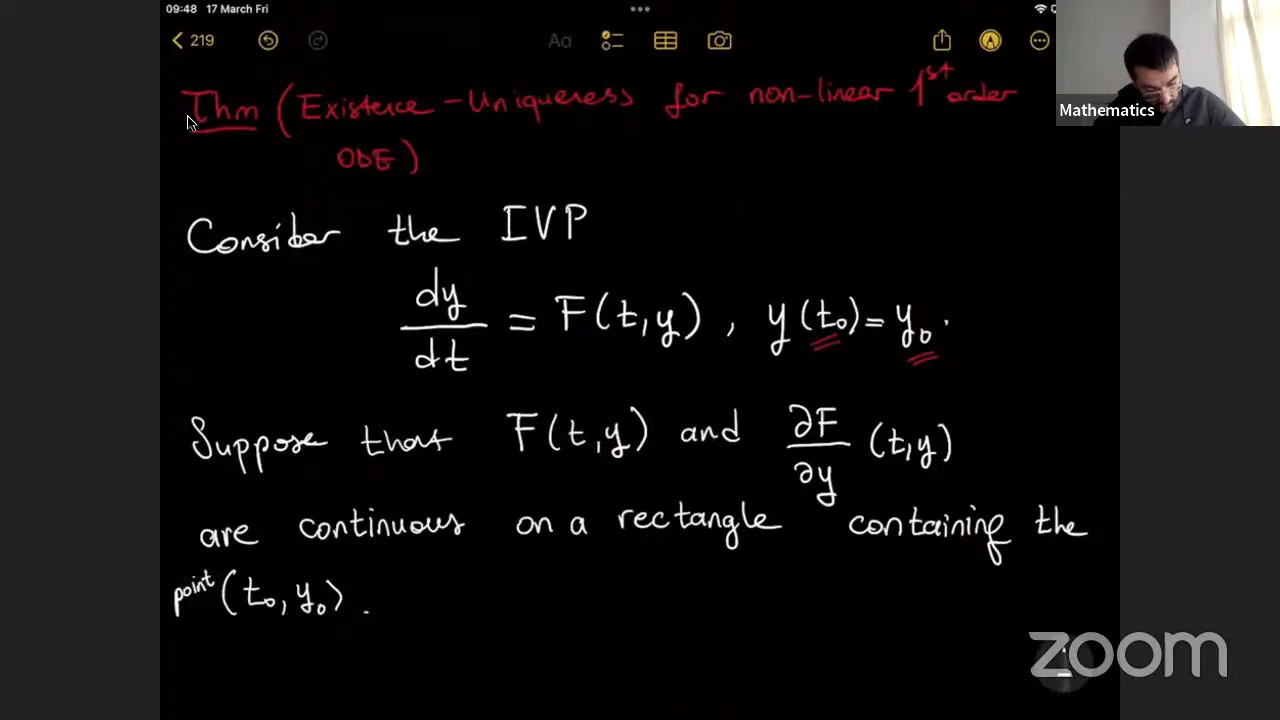 09:48 17 March Fri
219
Aa
Mathematics
Thm (Existence - Uniqueness for non-linear 1st order
ODE)
Consider the IVP
dy/dt = F(t,y) , y(t₀) = y₀.
Suppose that F(t,y) and ∂F/∂y (t,y)
are continuous on a rectangle containing the
point (t₀, y₀).
zoom